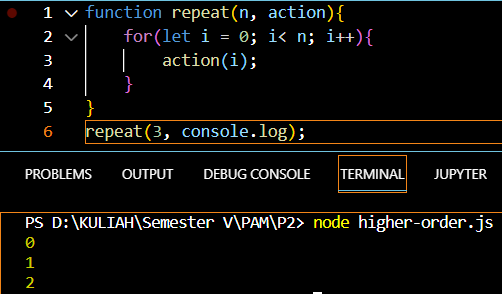 1 function repeat(n, action){
2 for(let i = 0; i< n; i++){
3 action(i);
4 }
5 }
6 repeat(3, console.log);
PROBLEMS OUTPUT DEBUG CONSOLE TERMINAL JUPYTER
PS D:\KULIAH\Semester V\PAM\P2> node higher-order.js
0
1
2